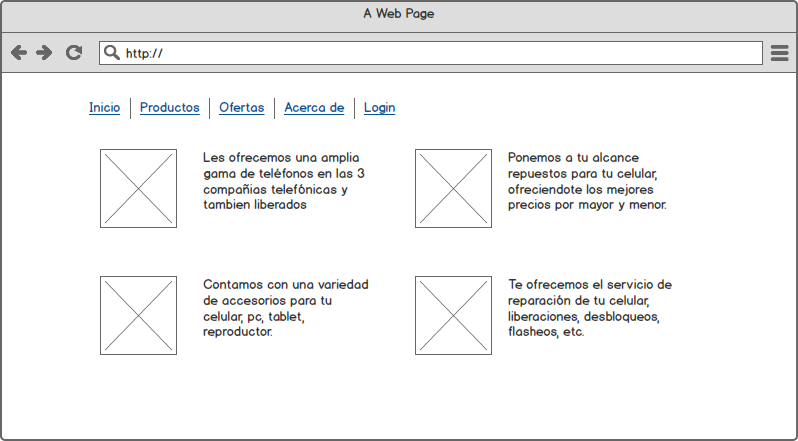 A Web Page
http://
Inicio Productos Ofertas Acerca de Login
Les ofrecemos una amplia
gama de teléfonos en las 3
compañias telefónicas y
tambien liberados
Ponemos a tu alcance
repuestos para tu celular,
ofreciendote los mejores
precios por mayor y menor.
Contamos con una variedad
de accesorios para tu
celular, pc, tablet,
reproductor.
Te ofrecemos el servicio de
reparación de tu celular,
liberaciones, desbloqueos,
flasheos, etc.